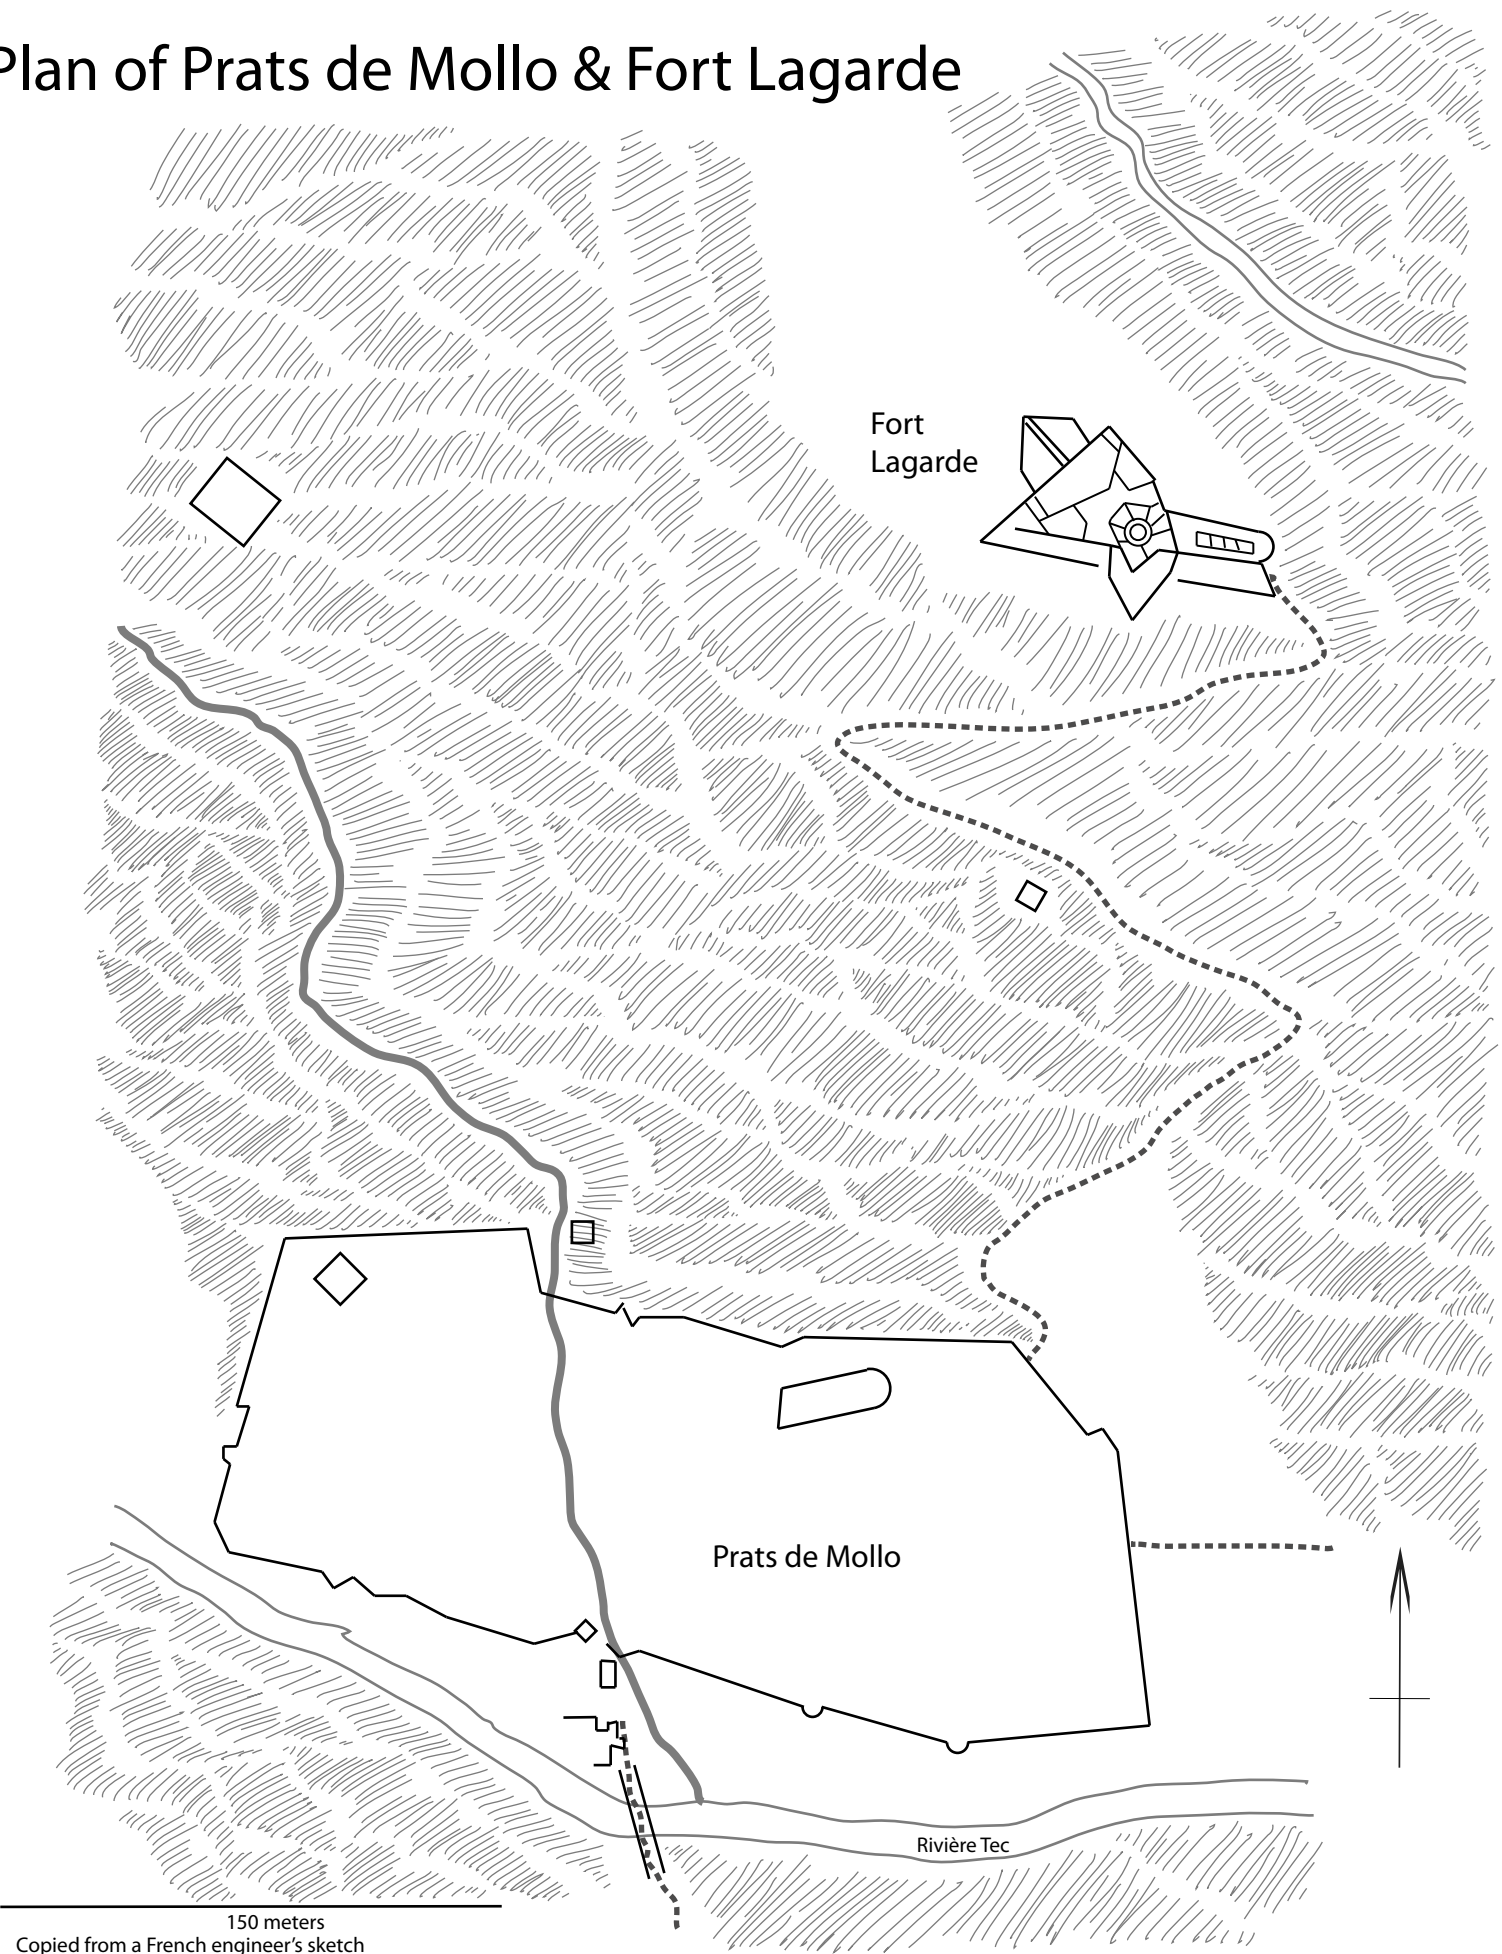 Plan of Prats de Mollo & Fort Lagarde
Fort
Lagarde
Prats de Mollo
Rivière Tec
150 meters
Copied from a French engineer's sketch